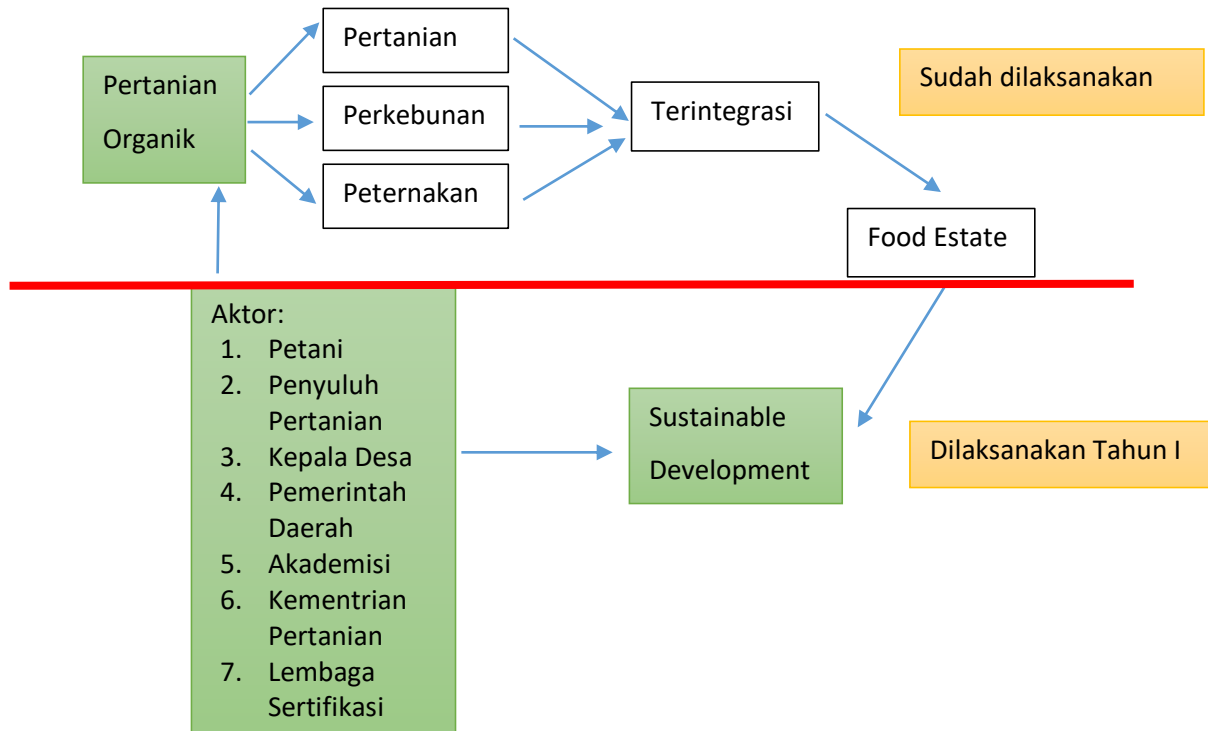 Pertanian
Organik
Pertanian
Perkebunan
Peternakan
Terintegrasi
Food Estate
Sudah dilaksanakan
Aktor:
1. Petani
2. Penyuluh
Pertanian
3. Kepala Desa
4. Pemerintah
Daerah
5. Akademisi
6. Kementrian
Pertanian
7. Lembaga
Sertifikasi
Sustainable
Development
Dilaksanakan Tahun I